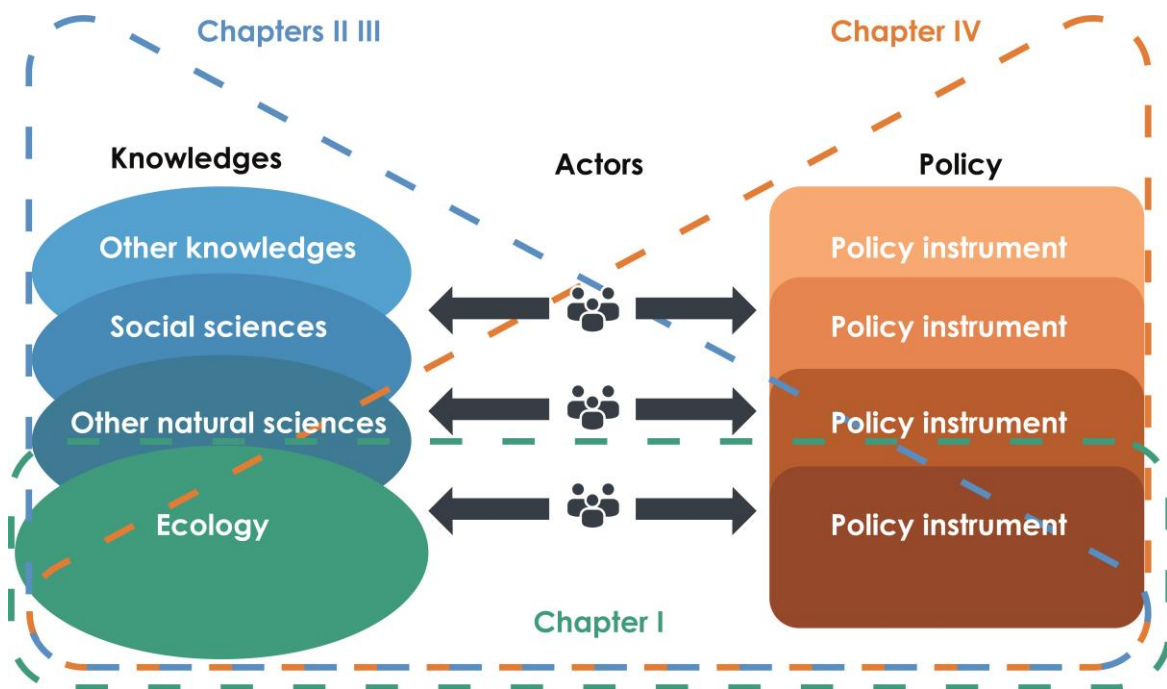 Chapters II III
Chapter IV
Knowledges
Actors
Policy
Other knowledges
Policy instrument
Social sciences
Policy instrument
Other natural sciences
Policy instrument
Ecology
Policy instrument
Chapter I